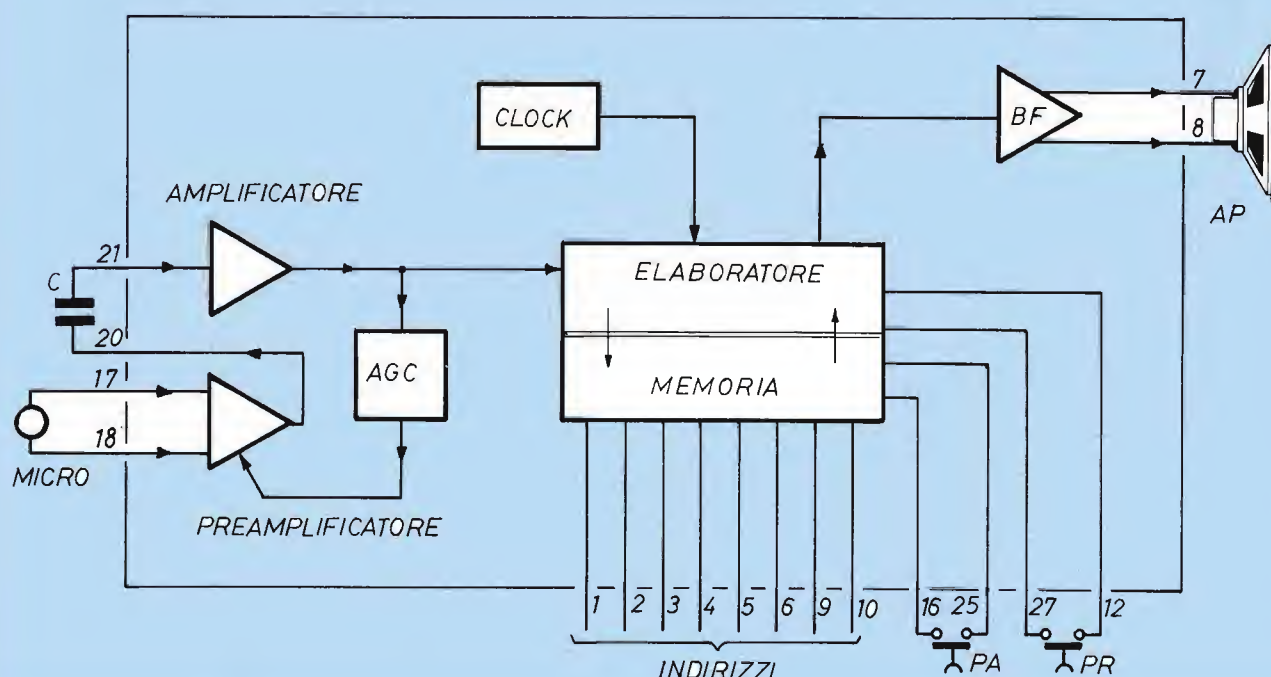 7
CLOCK
BF
8
AMPLIFICATORE
AP
21
C
ELABORATORE
20
AGC
MEMORIA
17
18
MICRO
PREAMPLIFICATORE
1 2 3 4 5 6 9 10 16 25 27 12
INDIRIZZI
PA
PR